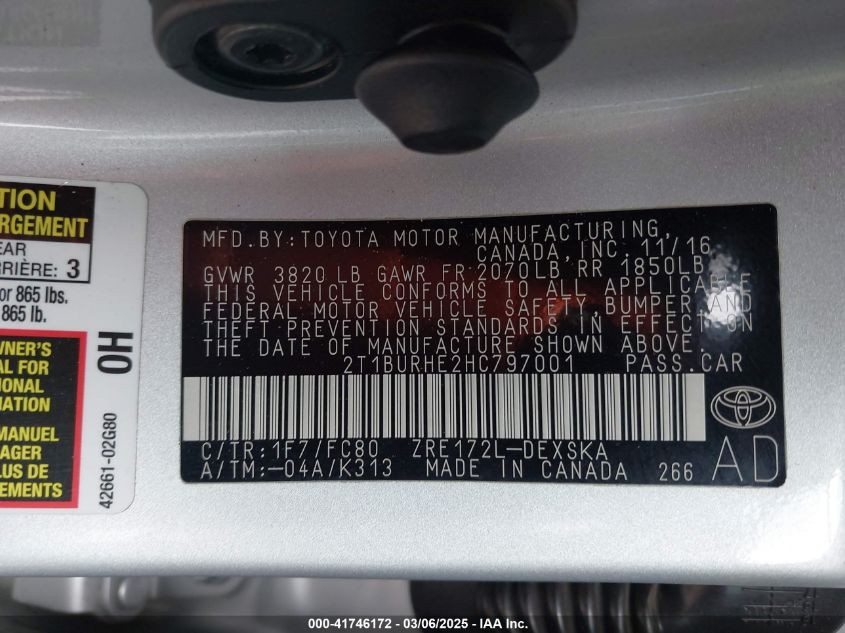 TION
RGEMENT
EAR
RRIÈRE: 3
or 865 lbs.
865 lb.
OH
WNER'S
AL FOR
IONAL
MATION
MANUEL
AGER
LUS DE
EMENTS
42661-02G80
MFD.BY:TOYOTA MOTOR MANUFACTURING,
CANADA, INC. 11/16
GVWR 3820 LB GAWR FR 2070LB RR 1850LB
THIS VEHICLE CONFORMS TO ALL APPLICABLE
FEDERAL MOTOR VEHICLE SAFETY, BUMPER AND
THEFT PREVENTION STANDARDS IN EFFECT ON
THE DATE OF MANUFACTURE SHOWN ABOVE.
2T1BURHE2HC797001 PASS.CAR
C/TR:1F7/FC80 ZRE172L-DEXSKA
A/TM:-04A/K313 MADE IN CANADA 266
AD
000-41746172 - 03/06/2025 - IAA Inc.